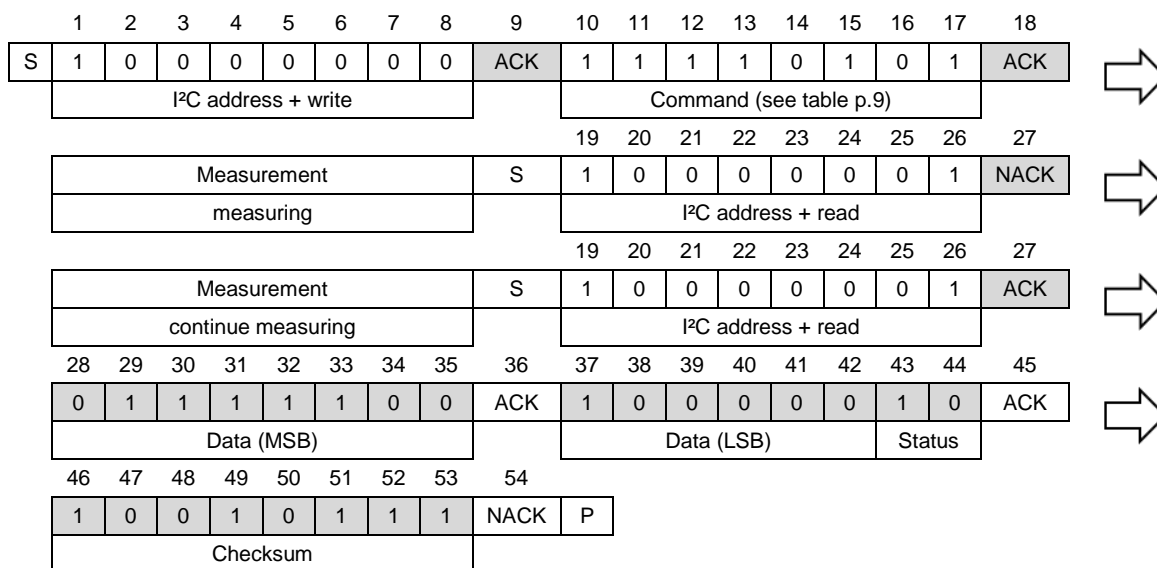 1 2 3 4 5 6 7 8 9 10 11 12 13 14 15 16 17 18
S 1 0 0 0 0 0 0 0 ACK 1 1 1 1 0 1 0 1 ACK
I²C address + write Command (see table p.9)
19 20 21 22 23 24 25 26 27
Measurement S 1 0 0 0 0 0 0 1 NACK
measuring I²C address + read
19 20 21 22 23 24 25 26 27
Measurement S 1 0 0 0 0 0 0 1 ACK
continue measuring I²C address + read
28 29 30 31 32 33 34 35 36 37 38 39 40 41 42 43 44 45
0 1 1 1 1 1 0 0 ACK 1 0 0 0 0 0 1 0 ACK
Data (MSB) Data (LSB) Status
46 47 48 49 50 51 52 53 54
1 0 0 1 0 1 1 1 NACK P
Checksum